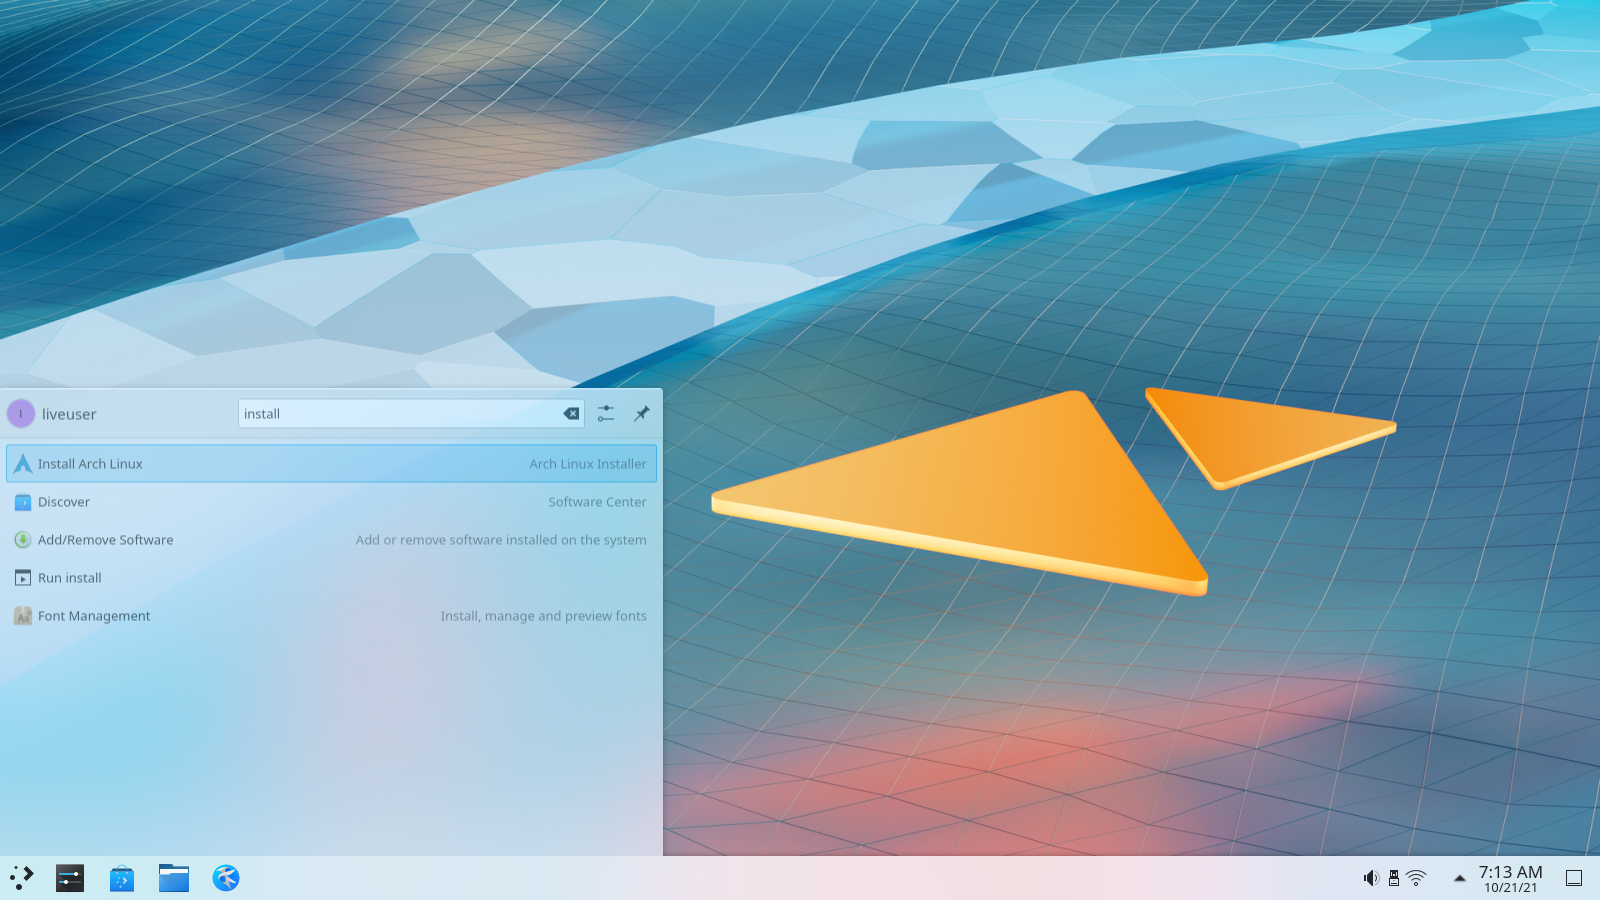 l
liveuser
install
Install Arch Linux
Arch Linux Installer
Discover
Software Center
Add/Remove Software
Add or remove software installed on the system
Run install
Font Management
Install, manage and preview fonts
7:13 AM
10/21/21